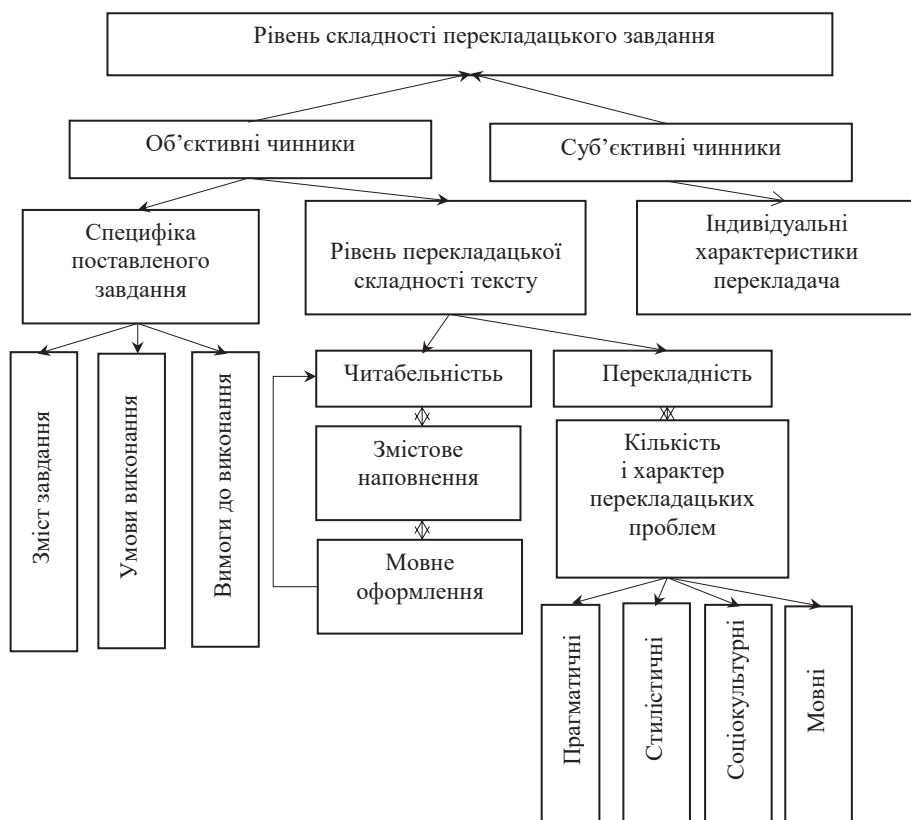 Рівень складності перекладацького завдання
Об’єктивні чинники
Суб’єктивні чинники
Специфіка
поставленого
завдання
Рівень перекладацької
складності тексту
Індивідуальні
характеристики
перекладача
Зміст завдання
Умови виконання
Вимоги до виконання
Читабельністьь
Перекладність
Змістове
наповнення
Кількість
і характер
перекладацьких
проблем
Мовне
оформлення
Прагматичні
Стилістичні
Соціокультурні
Мовні